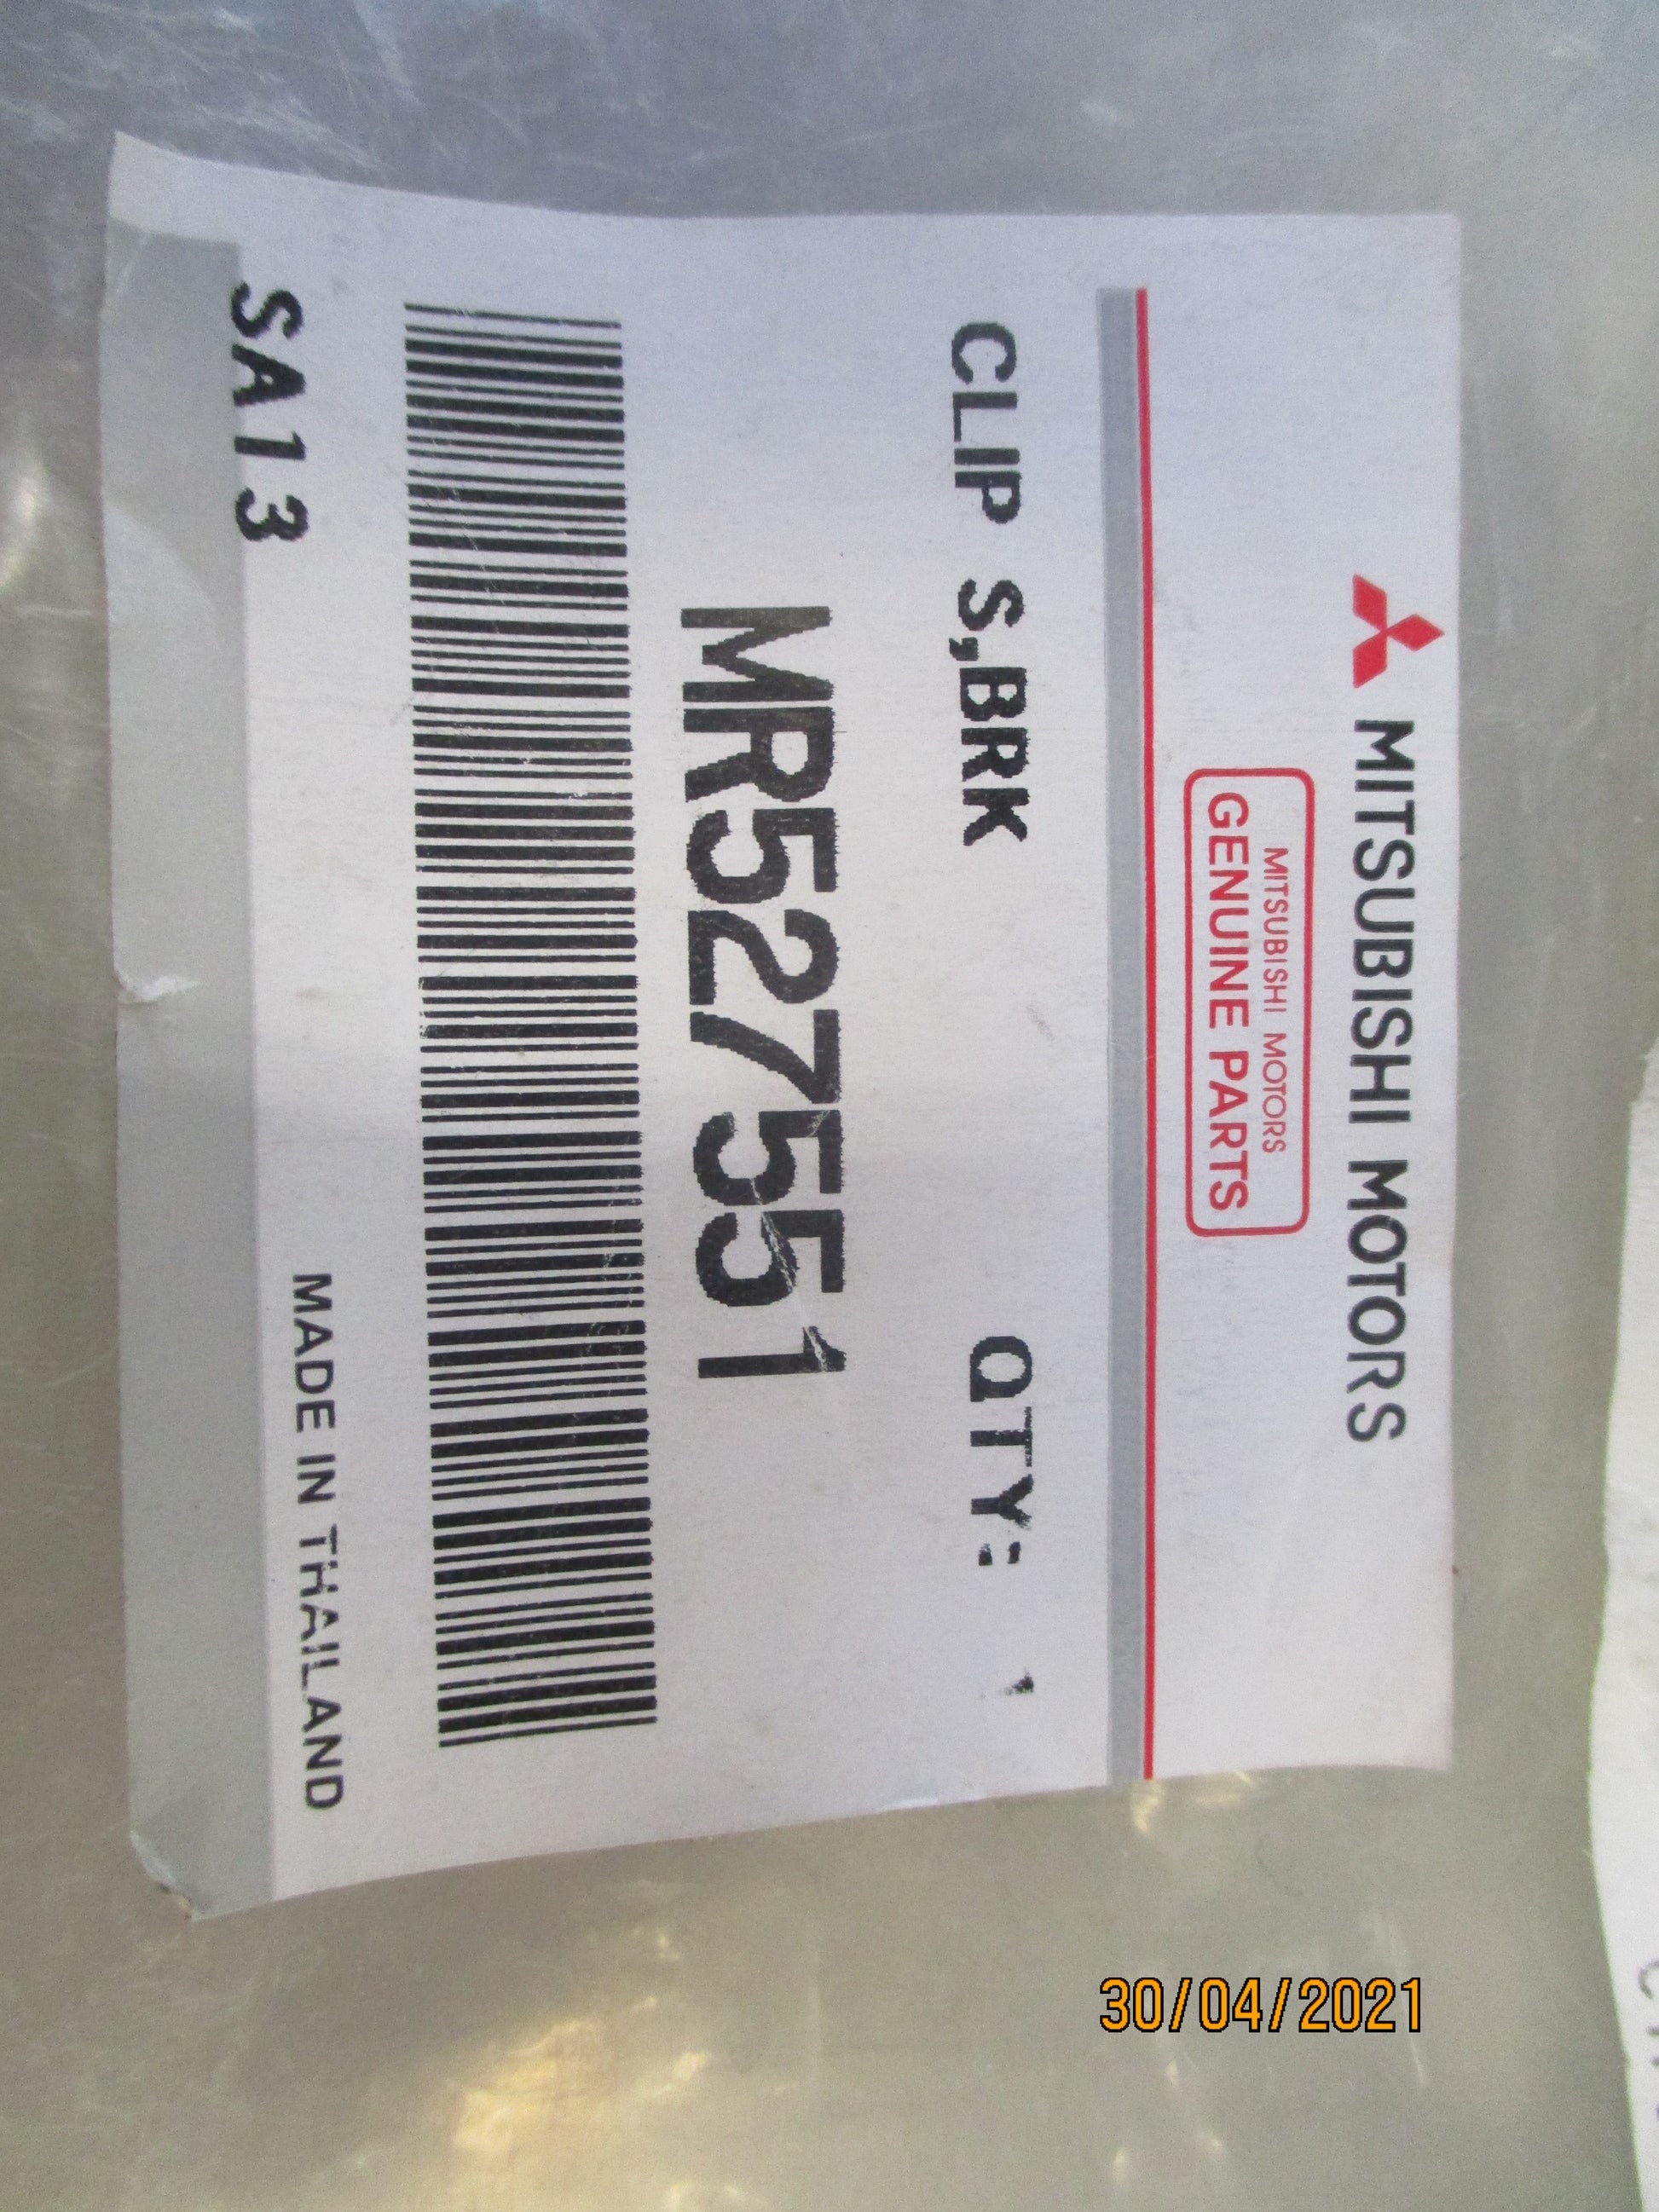 MITSUBISHI MOTORS
MITSUBISHI MOTORS
GENUINE PARTS
CLIP S,BRK QTY: 1
MR527551
SA13
MADE IN THAILAND
30/04/2021